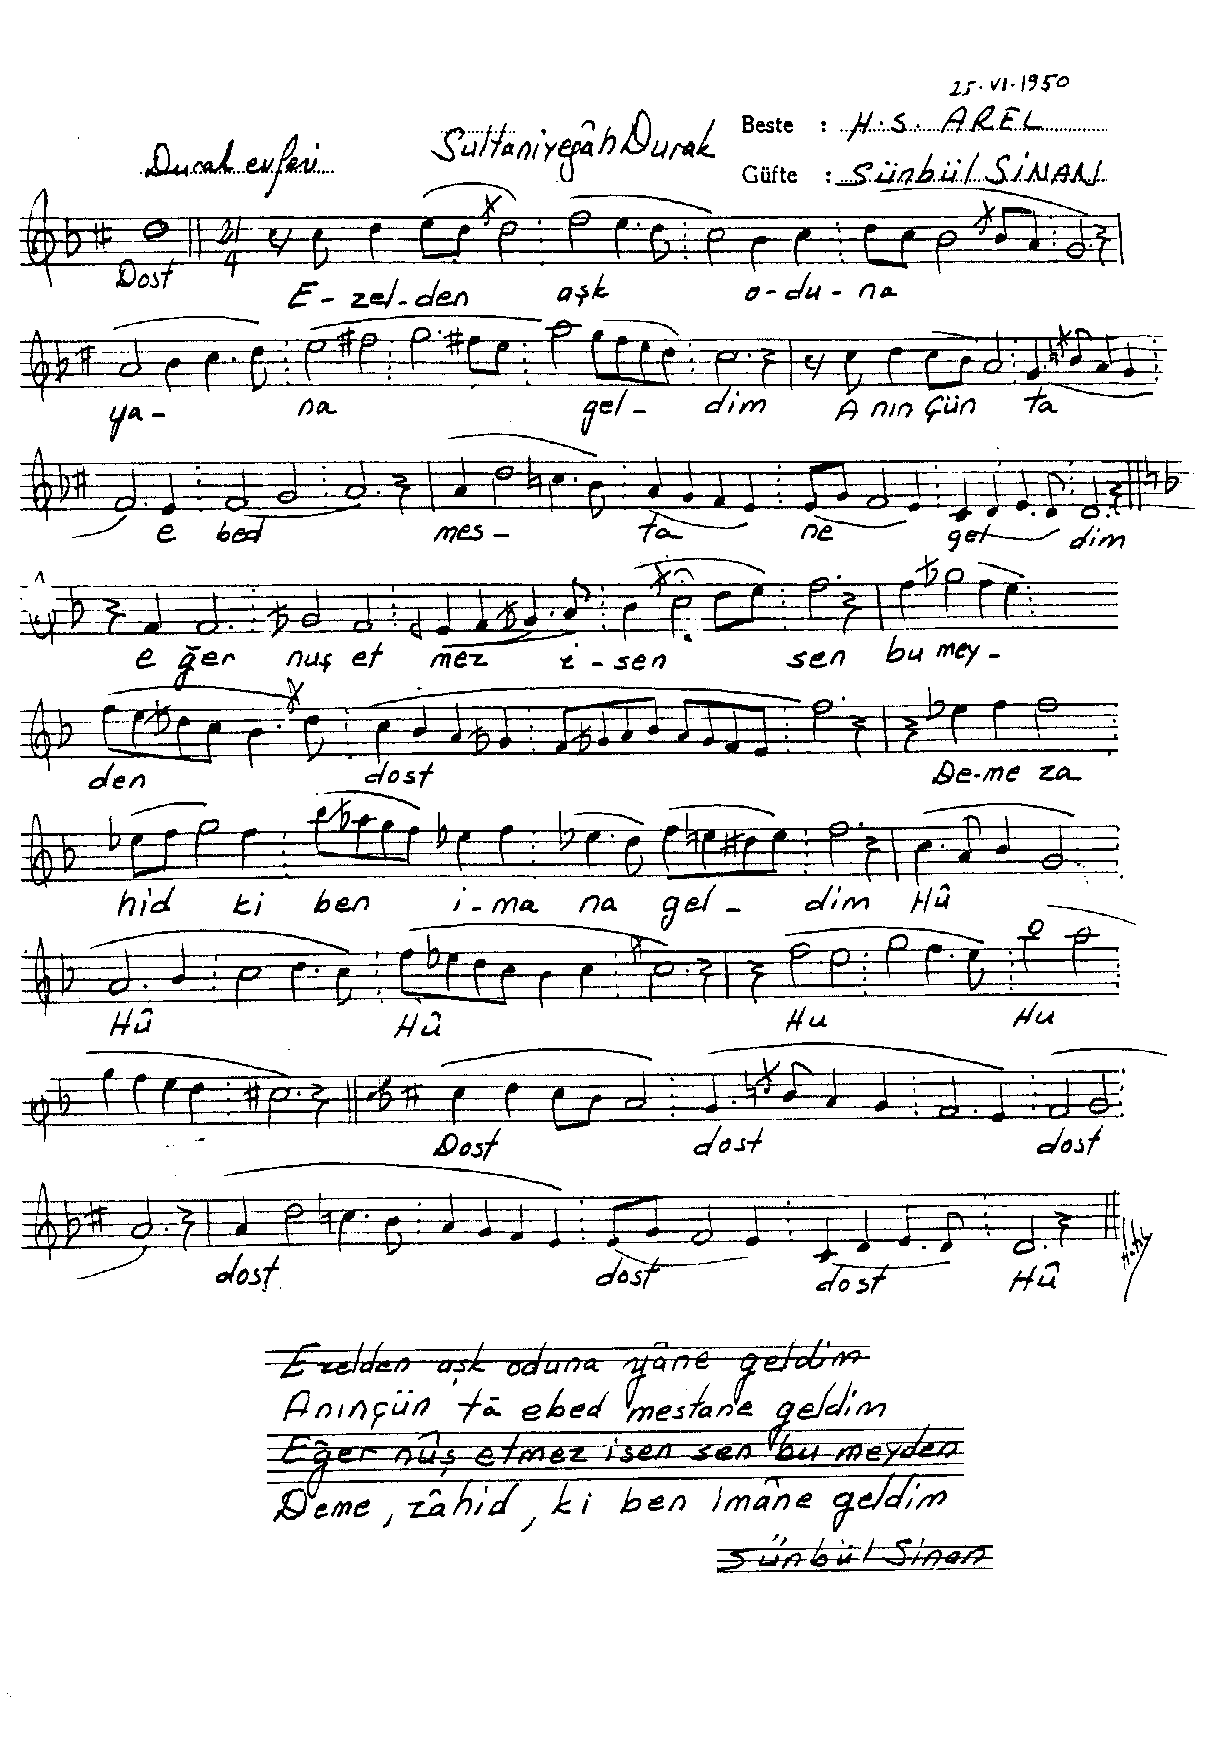 25.VI.1950
Beste : H.S. AREL
Durak evferi Sultaniyegâh Durak
Güfte : Sünbül SİNAN
21
4
Dost E-zel-den aşk o-du-na
ya- na gel- dim Anın çün ta
e bed mes- ta ne gel dim
e ğer nuş et mez i-sen sen bu mey-
den dost De-me za
hid ki ben i-ma na gel- dim Hû
Hû Hû Hu Hu
Dost dost dost
dost dost dost Hû
Ezelden aşk oduna yâne geldim
Anınçün tâ ebed mestane geldim
Eğer nûş etmez isen sen bu meyden
Deme, zâhid, ki ben imâne geldim
Sünbül Sinan